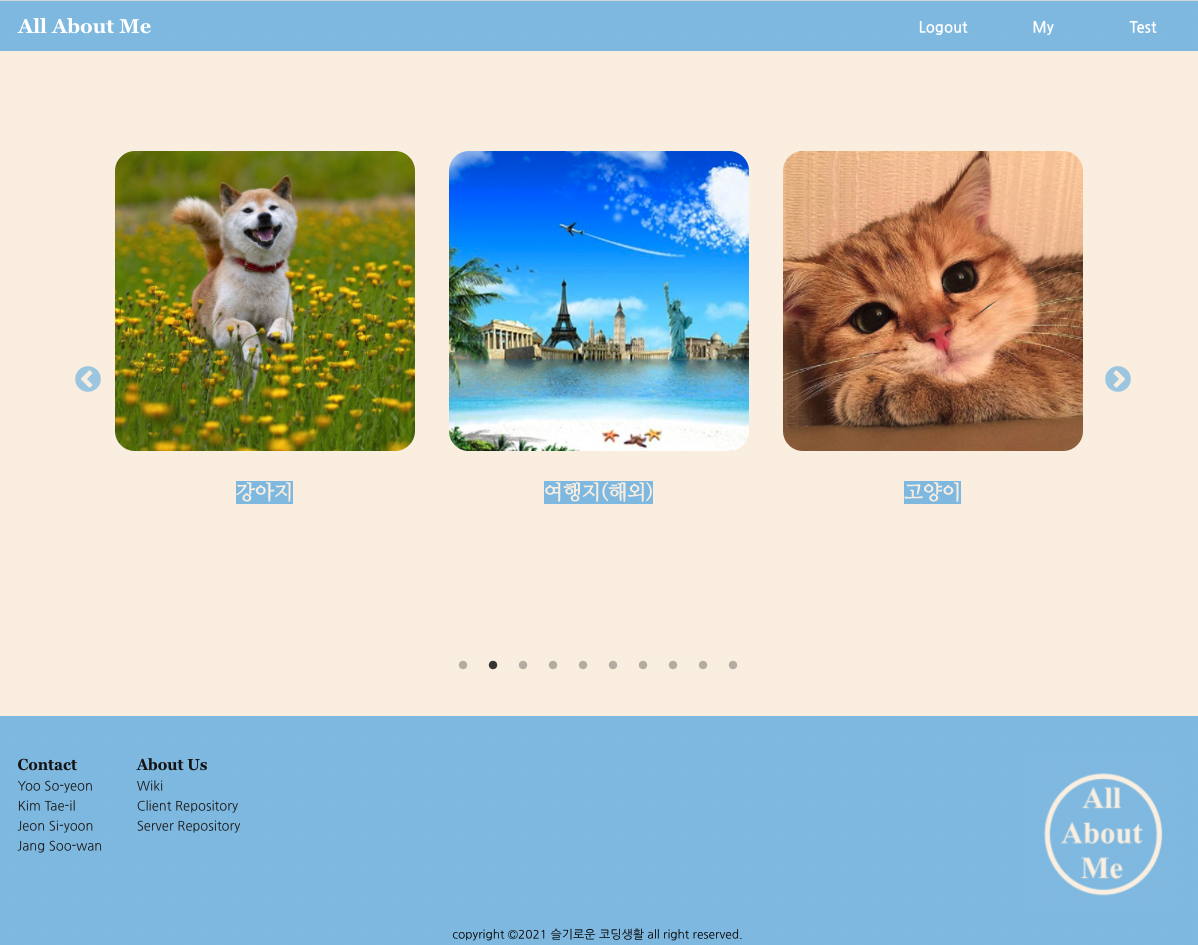 All About Me
Logout My Test
강아지 여행지(해외) 고양이
Contact
Yoo So-yeon
Kim Tae-il
Jeon Si-yoon
Jang Soo-wan
About Us
Wiki
Client Repository
Server Repository
All
About
Me
copyright ©2021 슬기로운 코딩생활 all right reserved.